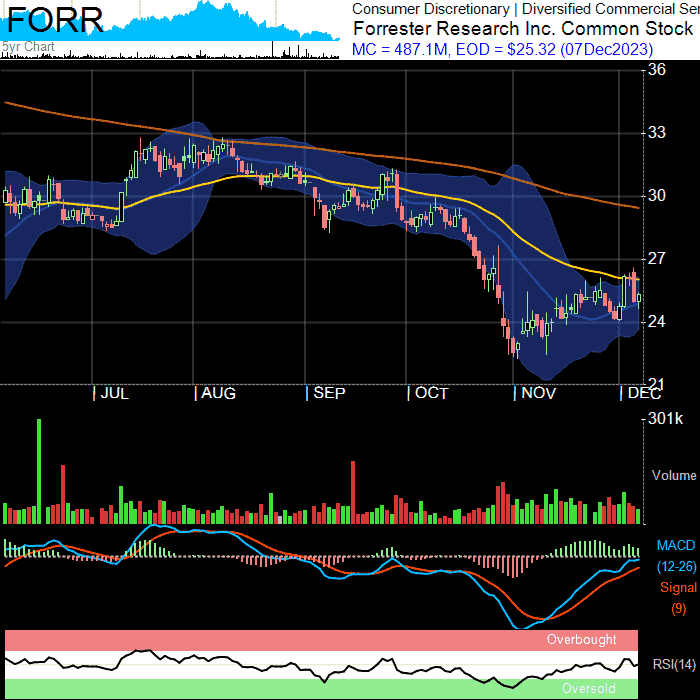 FORR
5yr Chart
Consumer Discretionary | Diversified Commercial Ser
Forrester Research Inc. Common Stock
MC = 487.1M, EOD = $25.32 (07Dec2023)
36
33
30
27
24
21
| JUL | AUG | SEP | OCT | NOV | DEC
301k
Volume
MACD
(12-26)
Signal
(9)
Overbought
RSI(14)
Oversold